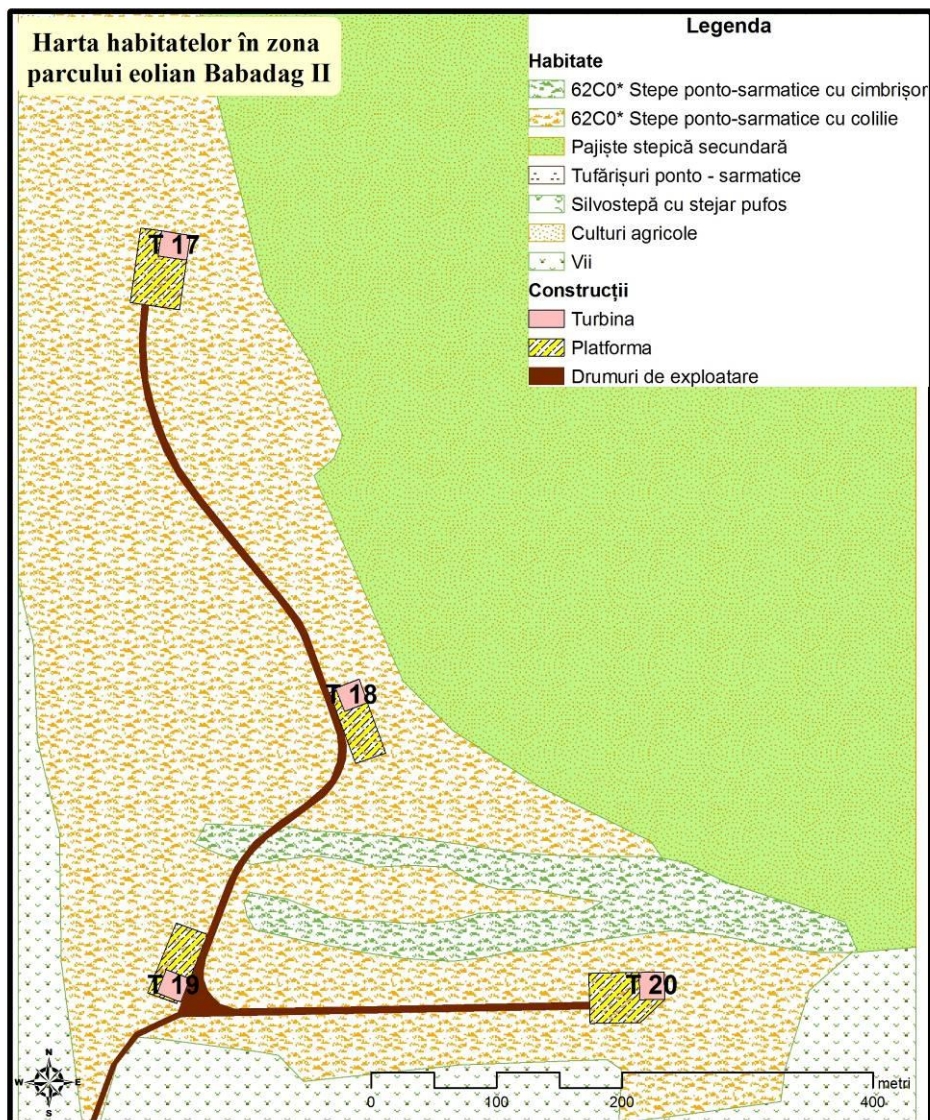 Harta habitatelor în zona
parcului eolian Babadag II
Legenda
Habitate
62C0* Stepe ponto-sarmatice cu cimbrișor
62C0* Stepe ponto-sarmatice cu colilie
Pajiște stepică secundară
Tufărișuri ponto - sarmatice
Silvostepă cu stejar pufos
Culturi agricole
Vii
Construcții
Turbina
Platforma
Drumuri de exploatare
T 17
T 18
T 19
T 20
N
W E
S
metri
0 100 200 400